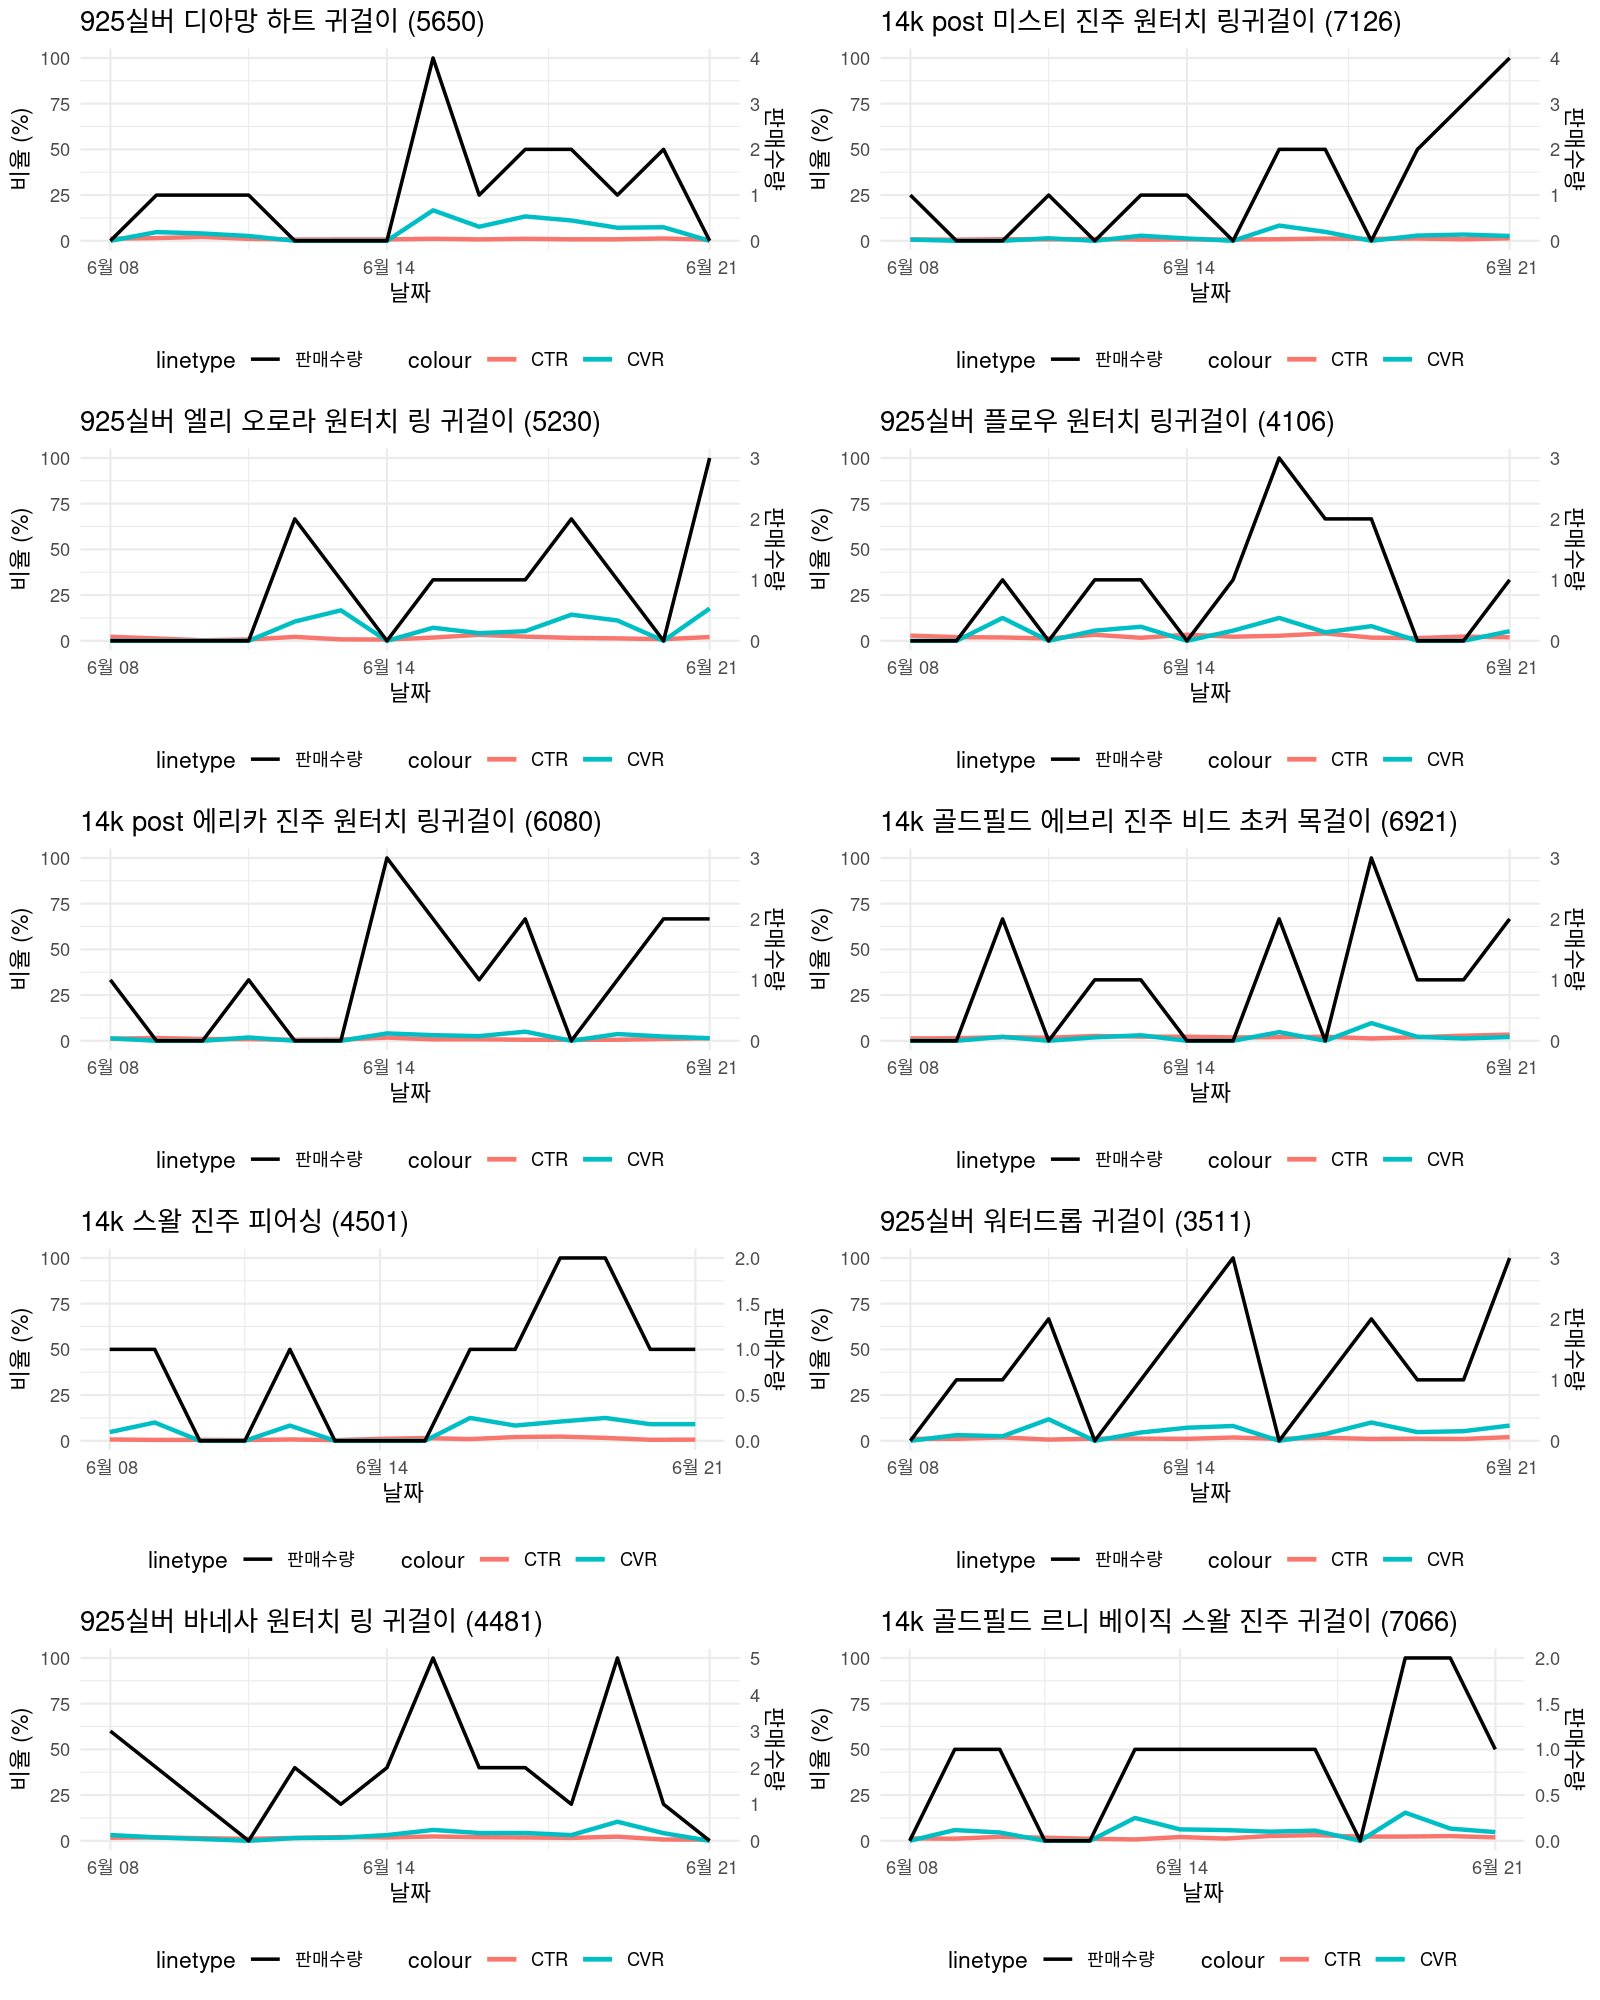 925실버 디아망 하트 귀걸이 (5650)
100
75
50
25
0
비율 (%)
4
3
2
1
0
판매수량
6월 08
6월 14
6월 21
날짜
linetype 판매수량 colour CTR CVR
14k post 미스티 진주 원터치 링귀걸이 (7126)
100
75
50
25
0
비율 (%)
4
3
2
1
0
판매수량
6월 08
6월 14
6월 21
날짜
linetype 판매수량 colour CTR CVR
925실버 엘리 오로라 원터치 링 귀걸이 (5230)
100
75
50
25
0
비율 (%)
3
2
1
0
판매수량
6월 08
6월 14
6월 21
날짜
linetype 판매수량 colour CTR CVR
925실버 플로우 원터치 링귀걸이 (4106)
100
75
50
25
0
비율 (%)
3
2
1
0
판매수량
6월 08
6월 14
6월 21
날짜
linetype 판매수량 colour CTR CVR
14k post 에리카 진주 원터치 링귀걸이 (6080)
100
75
50
25
0
비율 (%)
3
2
1
0
판매수량
6월 08
6월 14
6월 21
날짜
linetype 판매수량 colour CTR CVR
14k 골드필드 에브리 진주 비드 초커 목걸이 (6921)
100
75
50
25
0
비율 (%)
3
2
1
0
판매수량
6월 08
6월 14
6월 21
날짜
linetype 판매수량 colour CTR CVR
14k 스왈 진주 피어싱 (4501)
100
75
50
25
0
비율 (%)
2.0
1.5
1.0
0.5
0.0
판매수량
6월 08
6월 14
6월 21
날짜
linetype 판매수량 colour CTR CVR
925실버 워터드롭 귀걸이 (3511)
100
75
50
25
0
비율 (%)
3
2
1
0
판매수량
6월 08
6월 14
6월 21
날짜
linetype 판매수량 colour CTR CVR
925실버 바네사 원터치 링 귀걸이 (4481)
100
75
50
25
0
비율 (%)
5
4
3
2
1
0
판매수량
6월 08
6월 14
6월 21
날짜
linetype 판매수량 colour CTR CVR
14k 골드필드 르니 베이직 스왈 진주 귀걸이 (7066)
100
75
50
25
0
비율 (%)
2.0
1.5
1.0
0.5
0.0
판매수량
6월 08
6월 14
6월 21
날짜
linetype 판매수량 colour CTR CVR